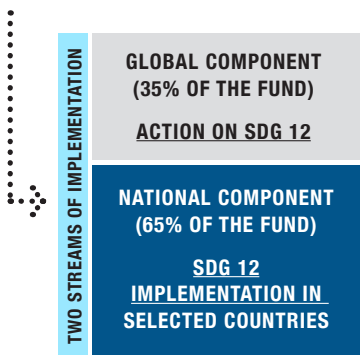 TWO STREAMS OF IMPLEMENTATION
GLOBAL COMPONENT
(35% OF THE FUND)
ACTION ON SDG 12
NATIONAL COMPONENT
(65% OF THE FUND)
SDG 12
IMPLEMENTATION IN
SELECTED COUNTRIES